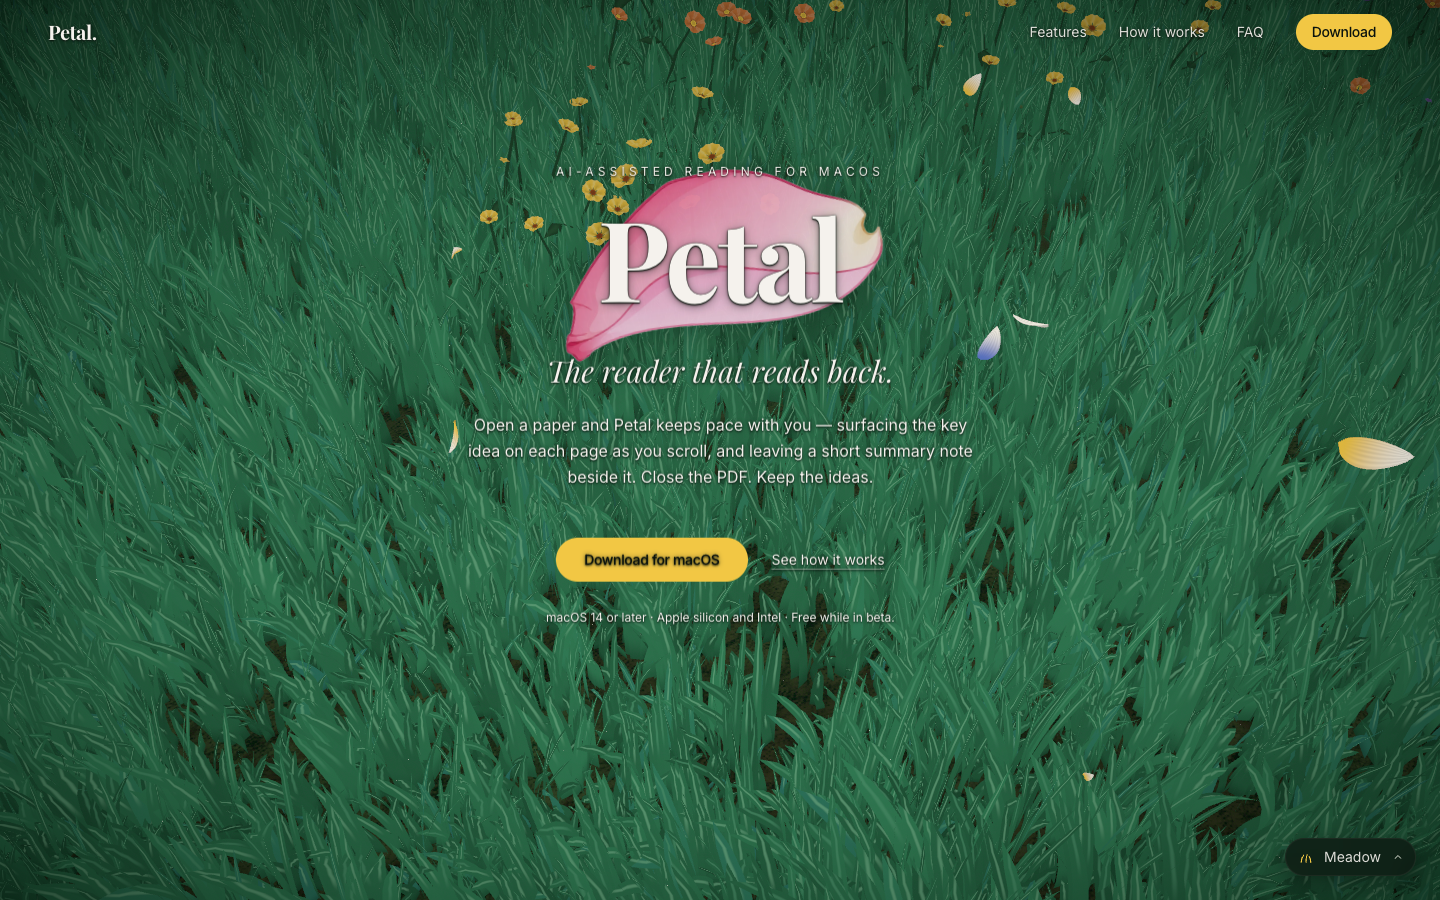 Petal.
Features
How it works
FAQ
Download
AI-ASSISTED READING FOR MACOS
Petal
The reader that reads back.
Open a paper and Petal keeps pace with you — surfacing the key
idea on each page as you scroll, and leaving a short summary note
beside it. Close the PDF. Keep the ideas.
Download for macOS
See how it works
macOS 14 or later · Apple silicon and Intel · Free while in beta.
Meadow